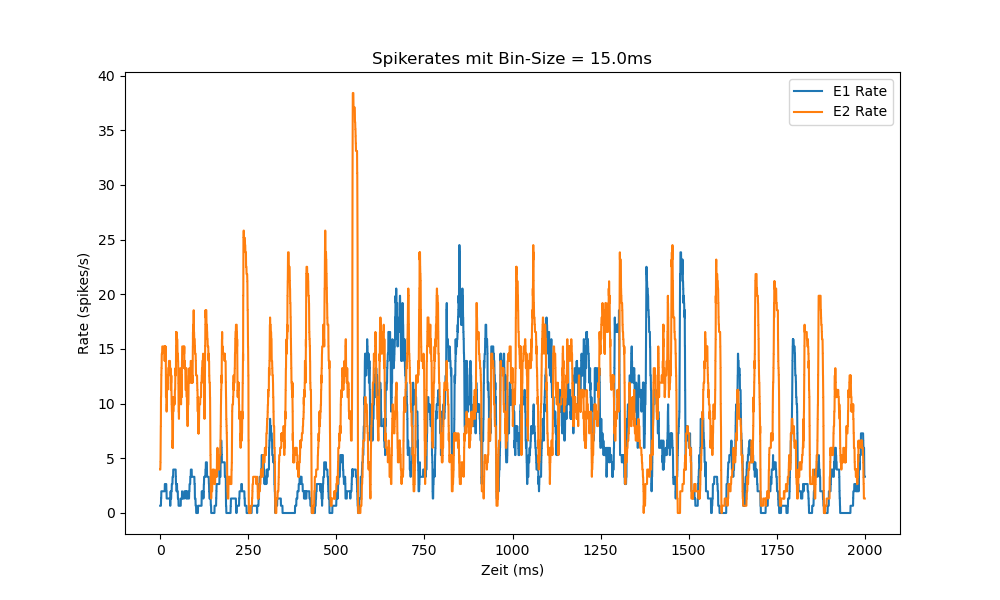 Spikerates mit Bin-Size = 15.0ms
E1 Rate
E2 Rate
Rate (spikes/s)
40
35
30
25
20
15
10
5
0
0 250 500 750 1000 1250 1500 1750 2000
Zeit (ms)